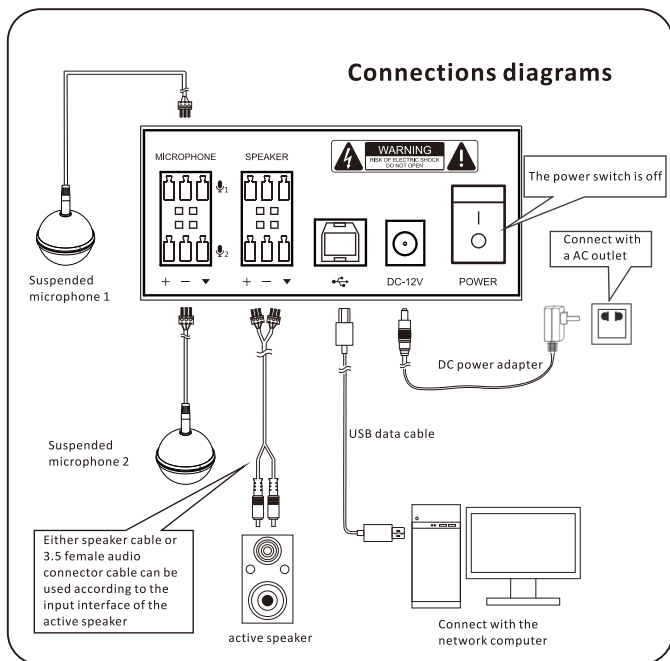 Connections diagrams
MICROPHONE
SPEAKER
WARNING
RISK OF ELECTRIC SHOCK
DO NOT OPEN
The power switch is off
1
2
Connect with
a AC outlet
+ − ▼
+ − ▼
DC-12V
POWER
Suspended
microphone 1
DC power adapter
USB data cable
Suspended
microphone 2
Either speaker cable or
3.5 female audio
connector cable can be
used according to the
input interface of the
active speaker
active speaker
Connect with the
network computer